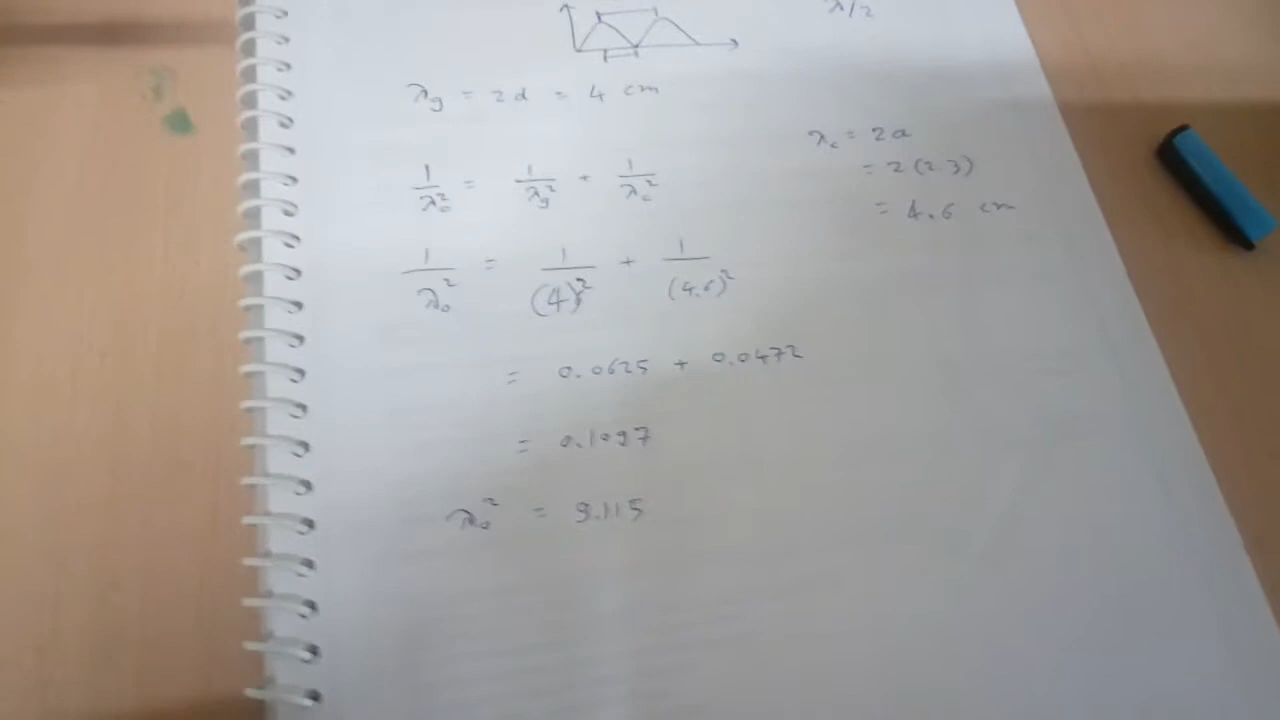 λ/2
λg = 2d = 4 cm
λc = 2a
= 2(2.3)
= 4.6 cm
1/λ₀² = 1/λg² + 1/λc²
1/λ₀² = 1/(4)² + 1/(4.6)²
= 0.0625 + 0.0472
= 0.1097
λ₀² = 9.115